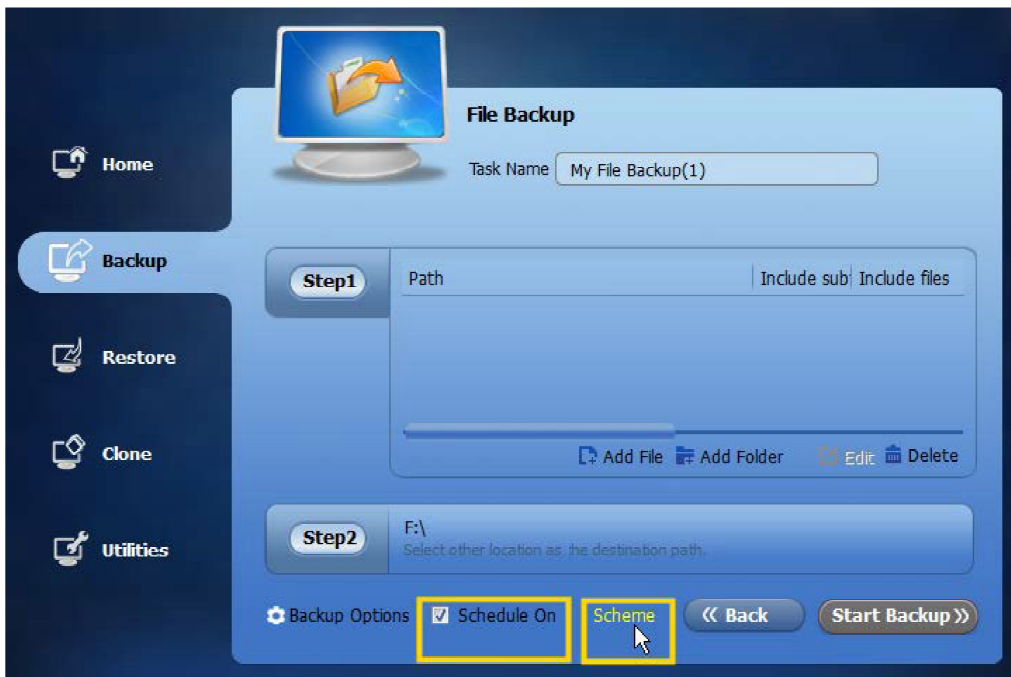 File Backup
Task Name My File Backup(1)
Home
Backup
Restore
Clone
Utilities
Step1
Path Include sub Include files
Add File Add Folder Edit Delete
Step2
F:\
Select other location as the destination path.
Backup Options Schedule On Scheme << Back Start Backup >>